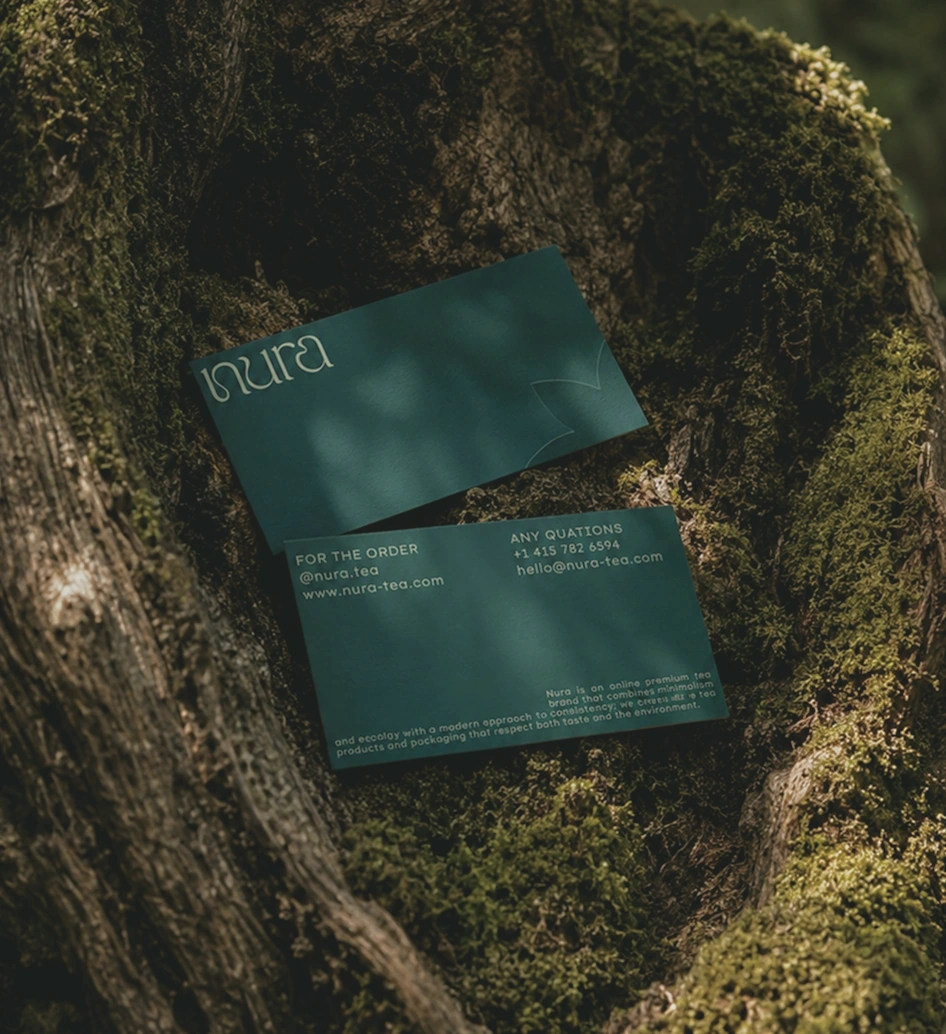 nura
FOR THE ORDER
@nura.tea
www.nura-tea.com
ANY QUATIONS
+1 415 782 6594
hello@nura-tea.com
Nura is an online premium tea
brand that combines minimalism
and ecology with a modern approach to consistency; we tea
products and packaging that respect both taste and the environment.